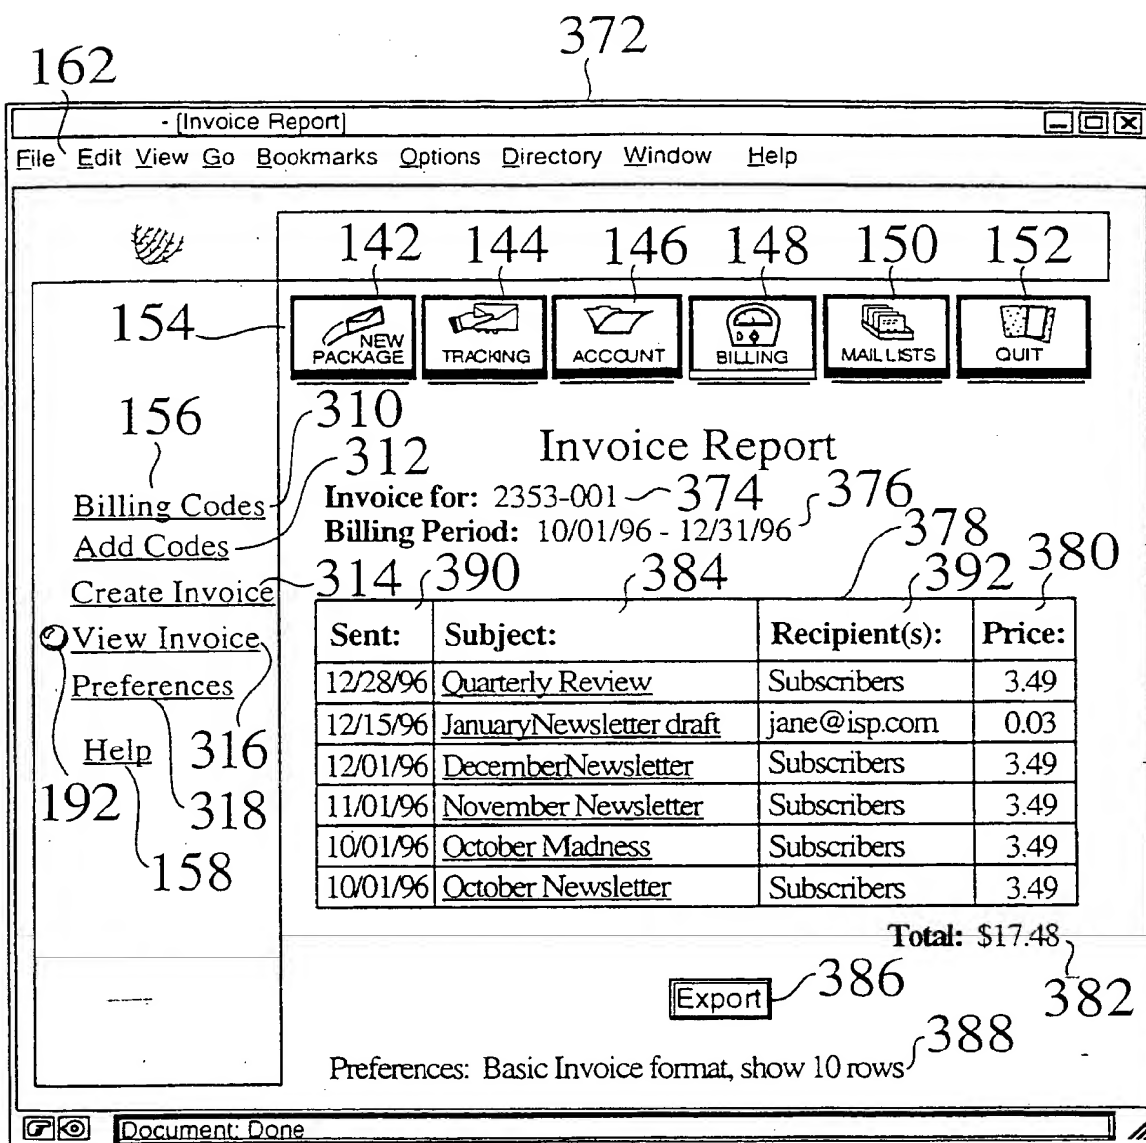 372
162
- [Invoice Report]
File Edit View Go Bookmarks Options Directory Window Help
142 144 146 148 150 152
154
NEW PACKAGE TRACKING ACCOUNT BILLING MAIL LISTS QUIT
156
310
312
Invoice Report
Invoice for: 2353-001 374 376
Billing Period: 10/01/96 - 12/31/96
Billing Codes
Add Codes
Create Invoice
View Invoice
Preferences
Help
314 390 384 378 392 380
316
318
192
158
Sent: Subject: Recipient(s): Price:
12/28/96 Quarterly Review Subscribers 3.49
12/15/96 JanuaryNewsletter draft jane@isp.com 0.03
12/01/96 DecemberNewsletter Subscribers 3.49
11/01/96 November Newsletter Subscribers 3.49
10/01/96 October Madness Subscribers 3.49
10/01/96 October Newsletter Subscribers 3.49
Total: $17.48
382
Export 386
388
Preferences: Basic Invoice format, show 10 rows
Document: Done